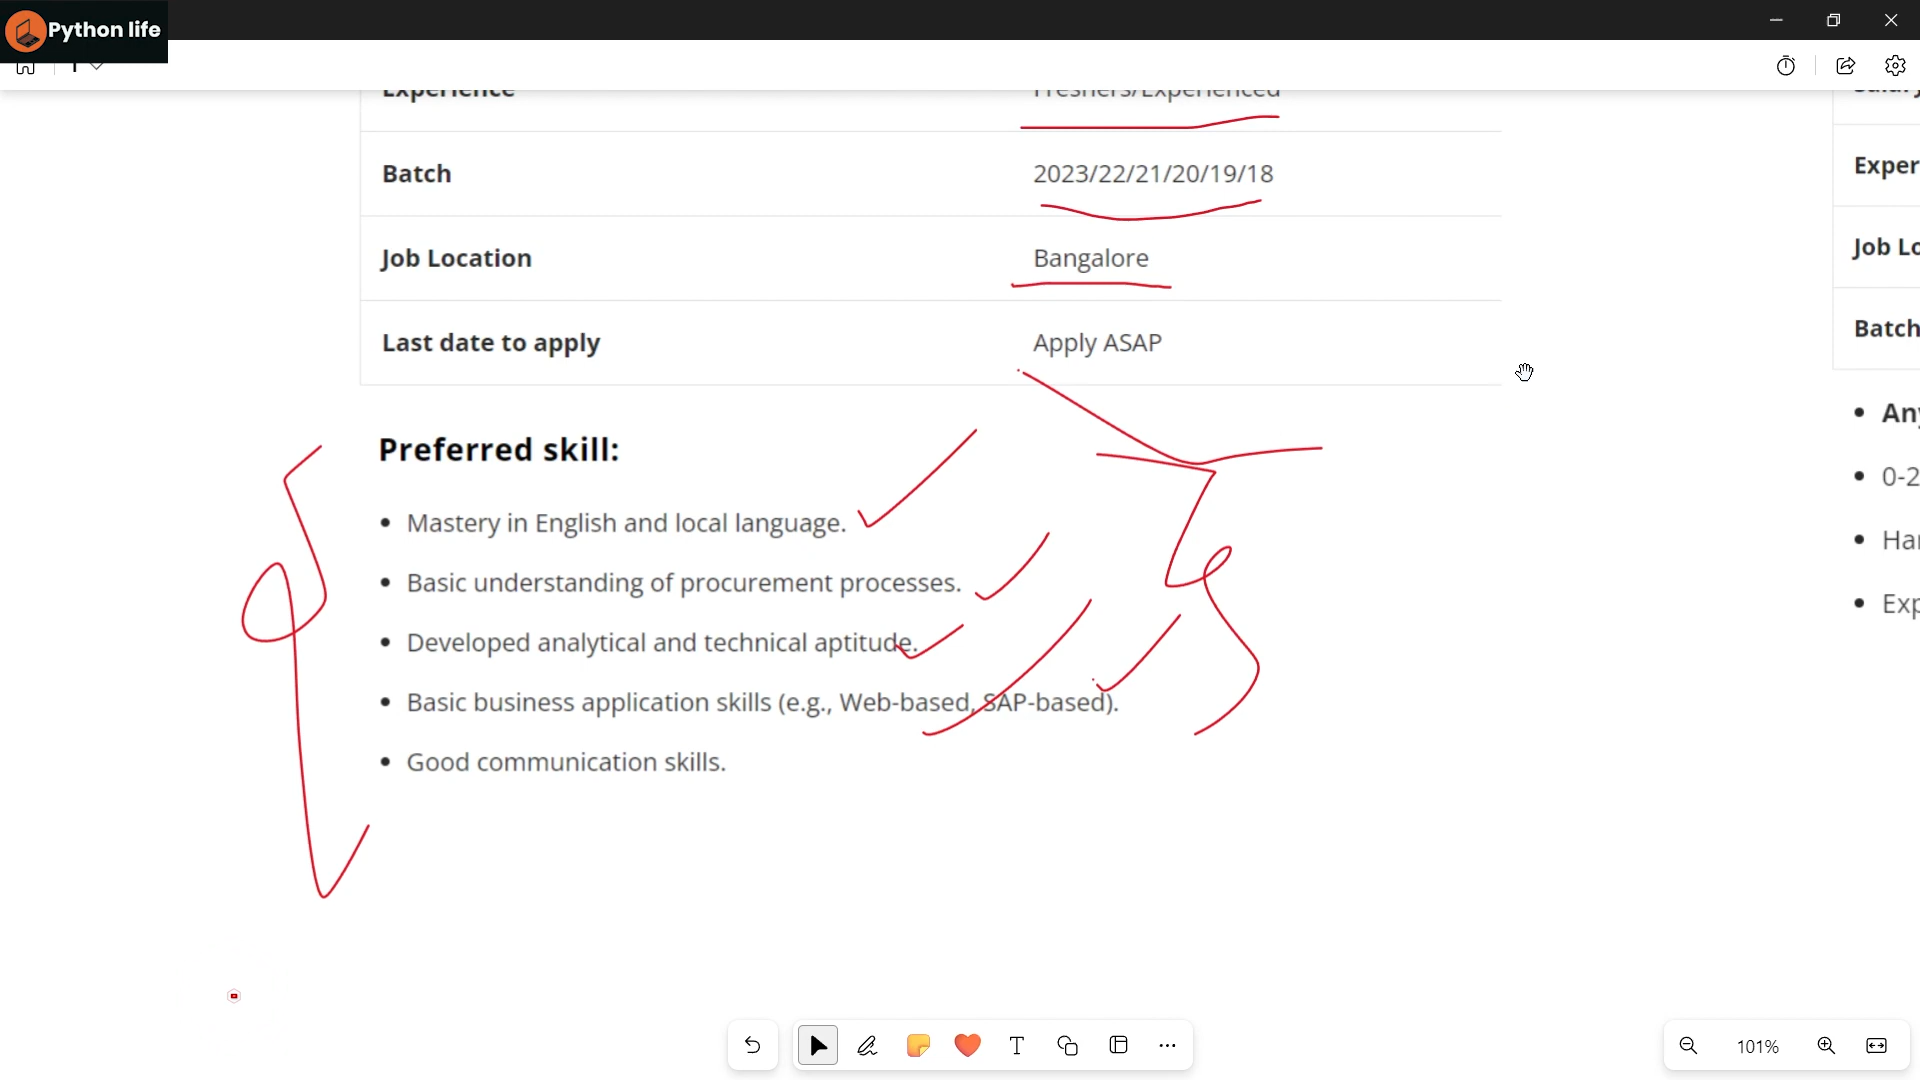 Python life
Experience Freshers/Experienced
Batch 2023/22/21/20/19/18
Job Location Bangalore
Last date to apply Apply ASAP
Preferred skill:
• Mastery in English and local language.
• Basic understanding of procurement processes.
• Developed analytical and technical aptitude.
• Basic business application skills (e.g., Web-based, SAP-based).
• Good communication skills.
Exper
Job Lo
Batch
• Any
• 0-2
• Har
• Exp
T
101%